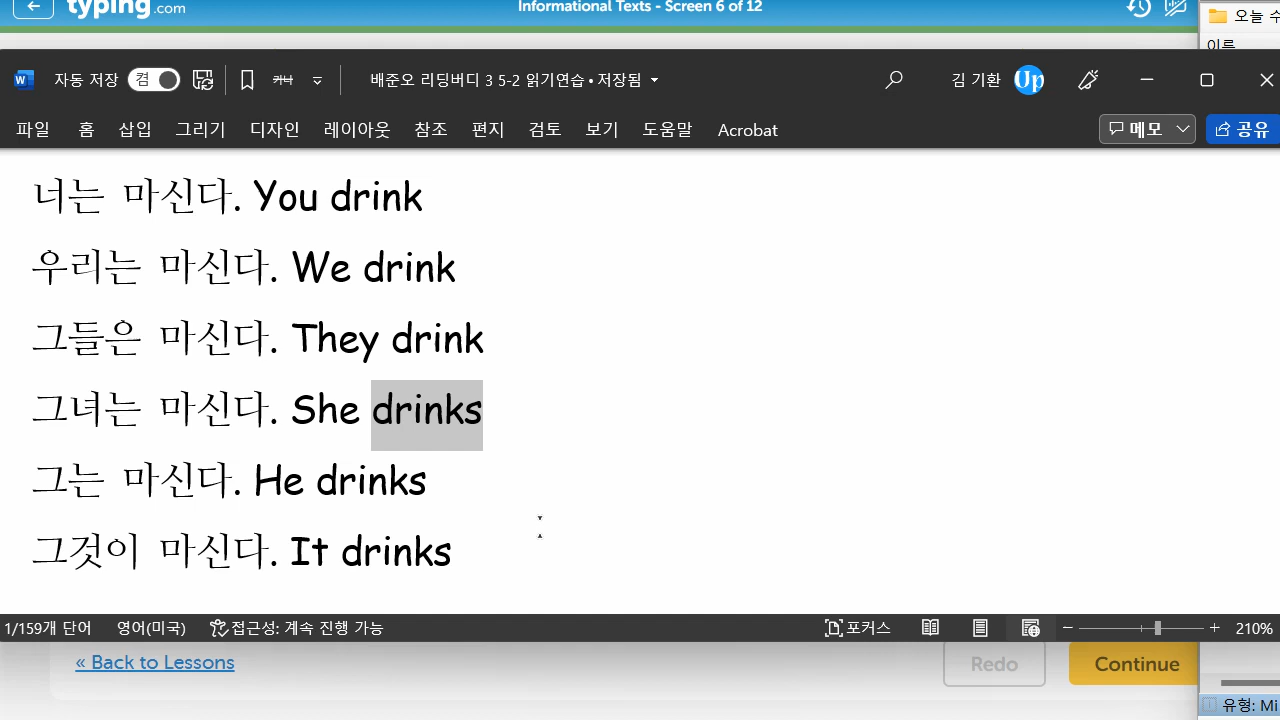 typing.com
Informational Texts - Screen 6 of 12
오늘 수
이름
자동 저장
켬
가나
배준오 리딩버디 3 5-2 읽기연습 • 저장됨
김 기환
Up
파일 홈 삽입 그리기 디자인 레이아웃 참조 편지 검토 보기 도움말 Acrobat
메모
공유
너는 마신다. You drink
우리는 마신다. We drink
그들은 마신다. They drink
그녀는 마신다. She drinks
그는 마신다. He drinks
그것이 마신다. It drinks
1/159개 단어 영어(미국) 접근성: 계속 진행 가능
포커스
210%
« Back to Lessons
Redo
Continue
유형: Mi